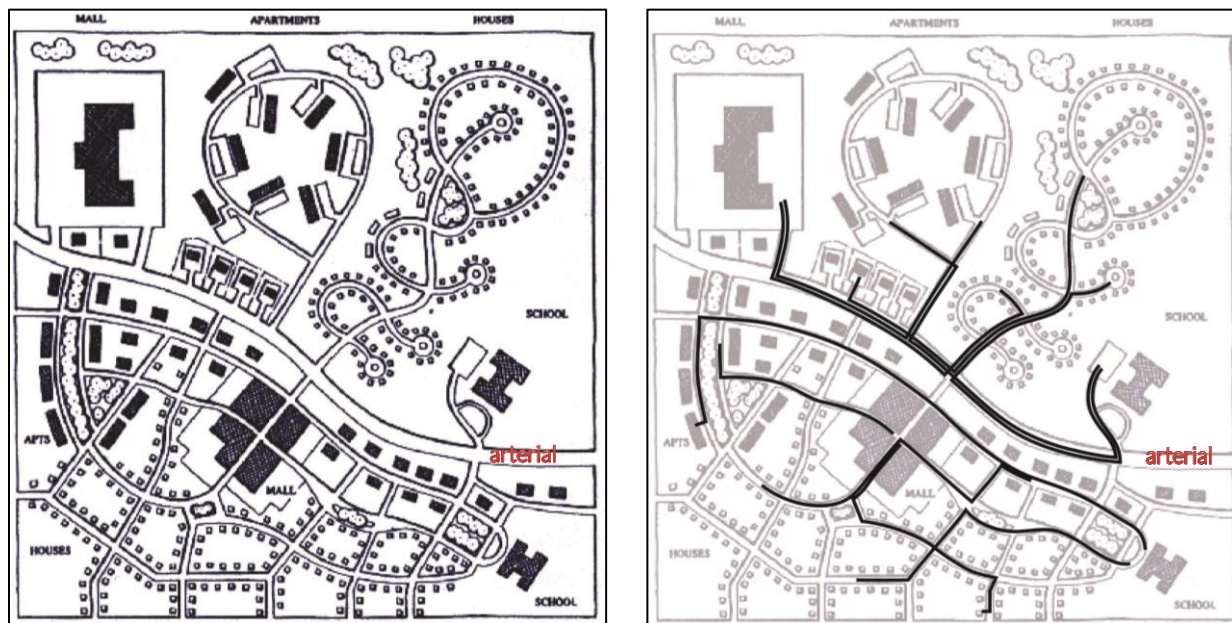 MALL APARTMENTS HOUSES
SCHOOL
APTS
arterial
MALL
HOUSES
SCHOOL
MALL APARTMENTS HOUSES
SCHOOL
APTS
arterial
MALL
HOUSES
SCHOOL